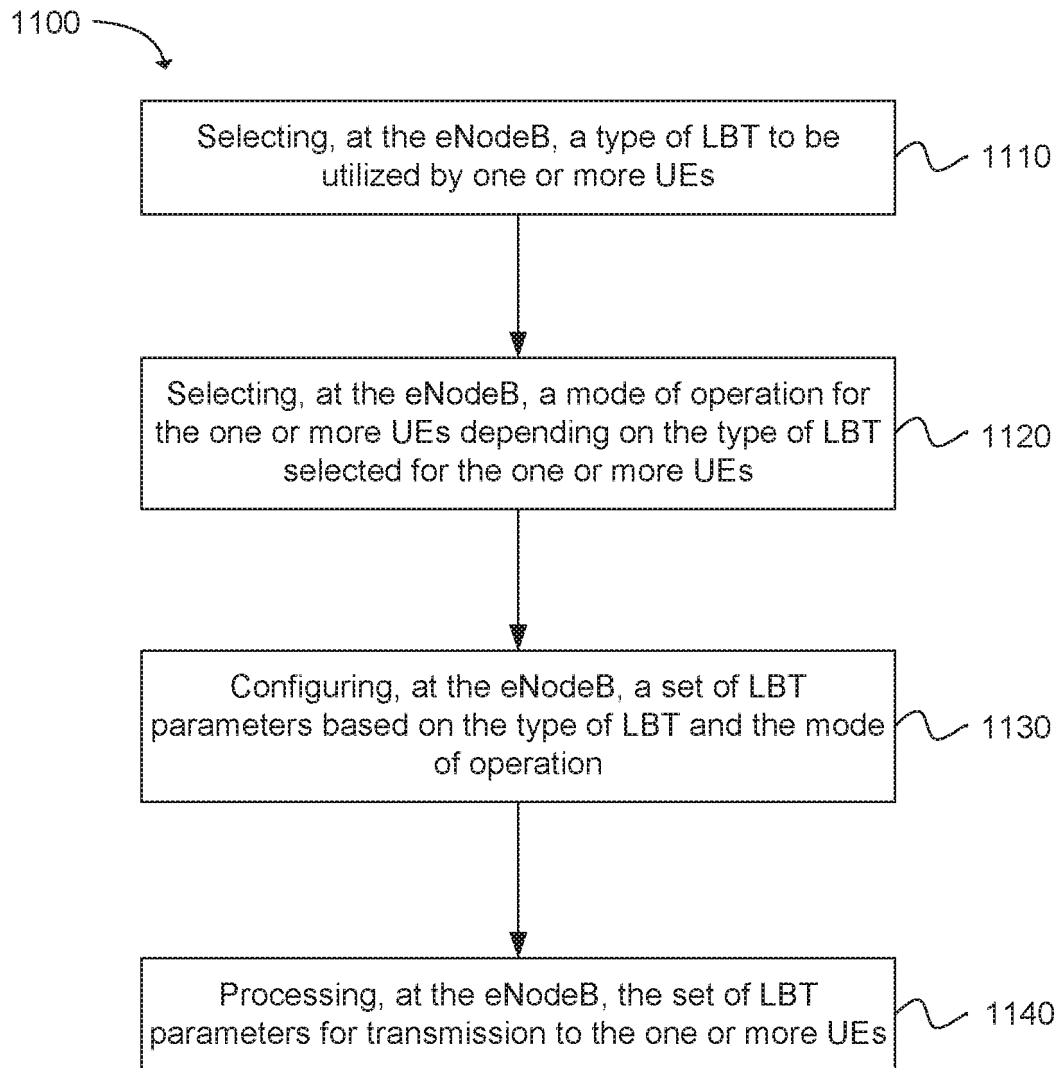 1100
Selecting, at the eNodeB, a type of LBT to be
utilized by one or more UEs
1110
Selecting, at the eNodeB, a mode of operation for
the one or more UEs depending on the type of LBT
selected for the one or more UEs
1120
Configuring, at the eNodeB, a set of LBT
parameters based on the type of LBT and the mode
of operation
1130
Processing, at the eNodeB, the set of LBT
parameters for transmission to the one or more UEs
1140